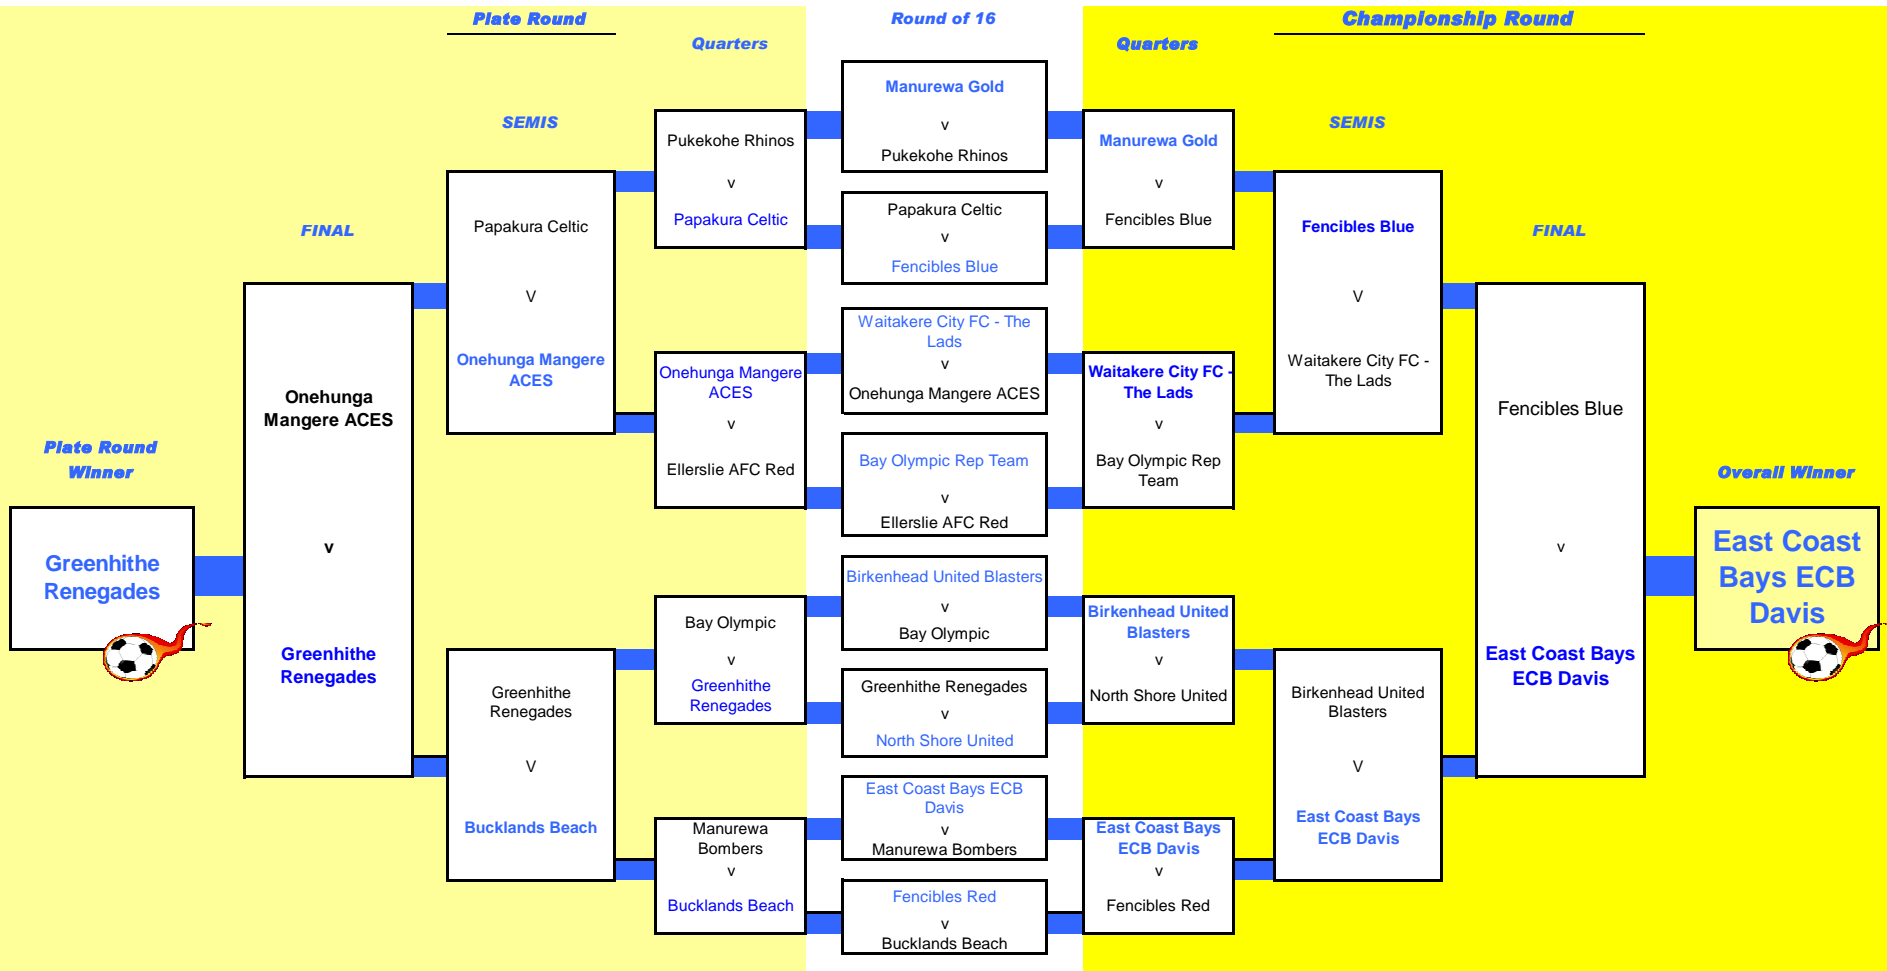 Plate Round
Round of 16
Championship Round
Quarters
Quarters
SEMIS
SEMIS
FINAL
FINAL
Plate Round
Winner
Overall Winner
Greenhithe
Renegades
Onehunga
Mangere ACES
v
Greenhithe
Renegades
Papakura Celtic
V
Onehunga Mangere
ACES
Greenhithe
Renegades
V
Bucklands Beach
Pukekohe Rhinos
v
Papakura Celtic
Onehunga Mangere
ACES
v
Ellerslie AFC Red
Bay Olympic
v
Greenhithe
Renegades
Manurewa
Bombers
v
Bucklands Beach
Manurewa Gold
v
Pukekohe Rhinos
Papakura Celtic
v
Fencibles Blue
Waitakere City FC - The
Lads
v
Onehunga Mangere ACES
Bay Olympic Rep Team
v
Ellerslie AFC Red
Birkenhead United Blasters
v
Bay Olympic
Greenhithe Renegades
v
North Shore United
East Coast Bays ECB
Davis
v
Manurewa Bombers
Fencibles Red
v
Bucklands Beach
Manurewa Gold
v
Fencibles Blue
Waitakere City FC -
The Lads
v
Bay Olympic Rep
Team
Birkenhead United
Blasters
v
North Shore United
East Coast Bays
ECB Davis
v
Fencibles Red
Fencibles Blue
V
Waitakere City FC -
The Lads
Birkenhead United
Blasters
V
East Coast Bays
ECB Davis
Fencibles Blue
v
East Coast Bays
ECB Davis
East Coast
Bays ECB
Davis